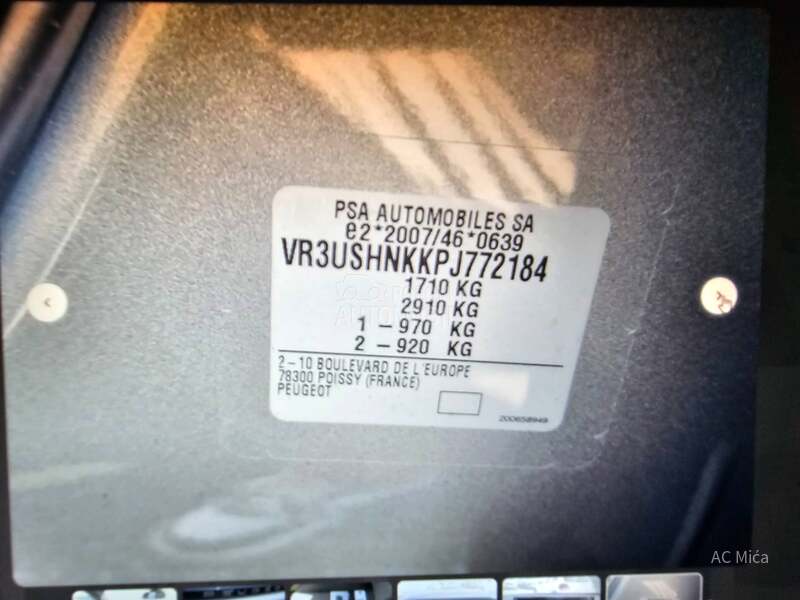 PSA AUTOMOBILES SA
e2*2007/46*0639
VR3USHNKKPJ772184
1710 KG
2910 KG
1 - 970 KG
2 - 920 KG
2-10 BOULEVARD DE L'EUROPE
78300 POISSY (FRANCE)
PEUGEOT
200658949
AC Mića